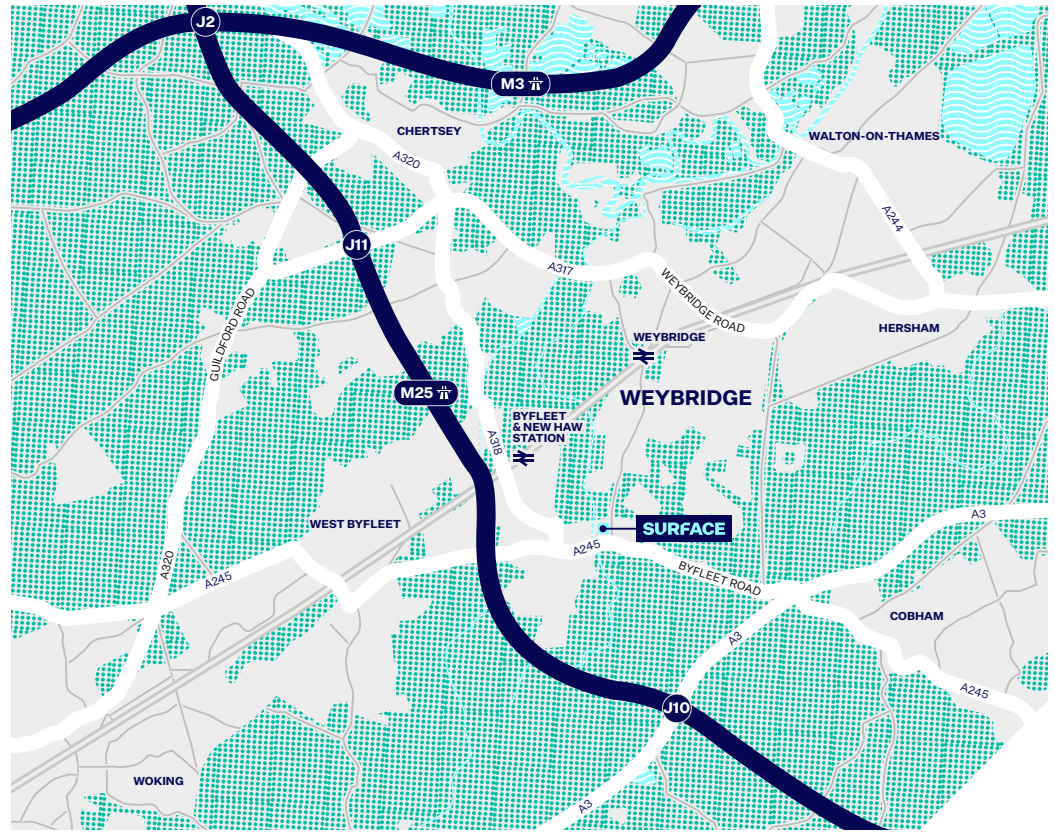 J2
M3
CHERTSEY
WALTON-ON-THAMES
A320
A244
J11
A317
WEYBRIDGE ROAD
GUILDFORD ROAD
HERSHAM
WEYBRIDGE
M25
WEYBRIDGE
BYFLEET
& NEW HAW
STATION
A318
WEST BYFLEET
SURFACE
A3
A245
A320
A245
BYFLEET ROAD
COBHAM
A3
A245
J10
WOKING
A3